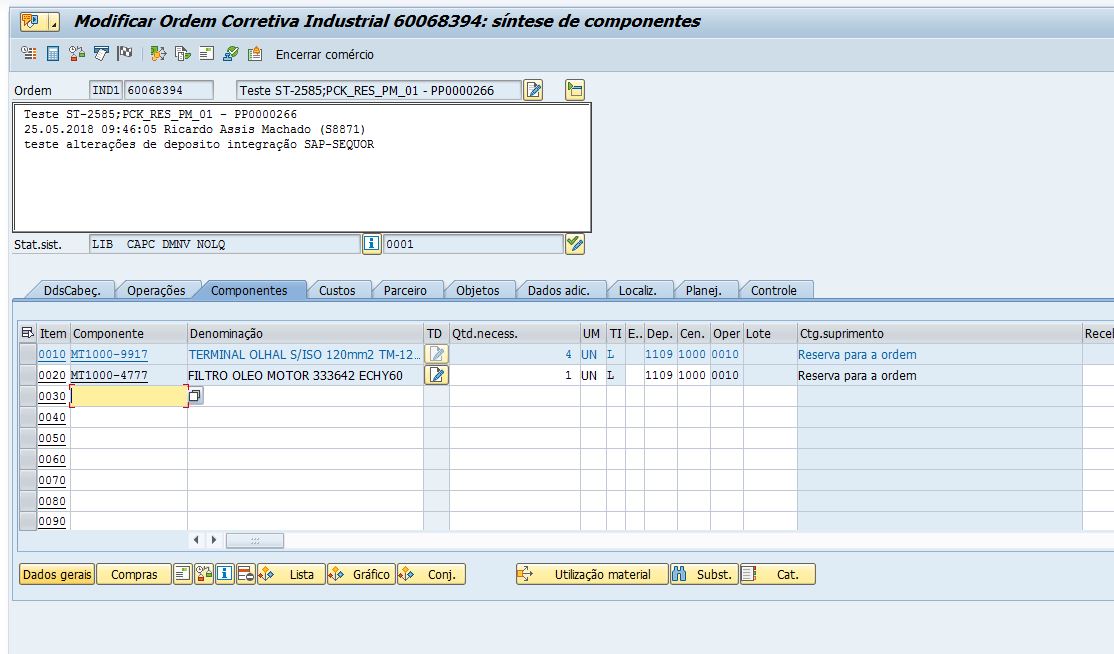 Modificar Ordem Corretiva Industrial 60068394: síntese de componentes
Encerrar comércio
Ordem IND1 60068394 Teste ST-2585;PCK_RES_PM_01 - PP0000266
Teste ST-2585;PCK_RES_PM_01 - PP0000266
25.05.2018 09:46:05 Ricardo Assis Machado (S8871)
teste alterações de deposito integração SAP-SEQUOR
Stat.sist. LIB CAPC DMNV NOLQ 0001
DdsCabeç. Operações Componentes Custos Parceiro Objetos Dados adic. Localiz. Planej. Controle
Item Componente Denominação TD Qtd.necess. UM TI E.. Dep. Cen. Oper Lote Ctg.suprimento Recel
0010 MT1000-9917 TERMINAL OLHAL S/ISO 120mm2 TM-12... 4 UN L 1109 1000 0010 Reserva para a ordem
0020 MT1000-4777 FILTRO OLEO MOTOR 333642 ECHY60 1 UN L 1109 1000 0010 Reserva para a ordem
0030
0040
0050
0060
0070
0080
0090
Dados gerais Compras Lista Gráfico Conj. Utilização material Subst. Cat.